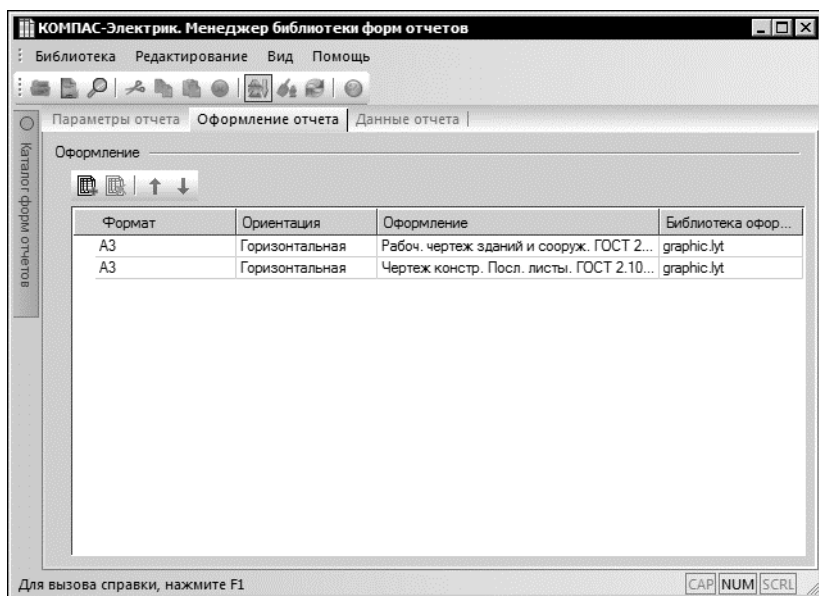 КОМПАС-Электрик. Менеджер библиотеки форм отчетов
Библиотека Редактирование Вид Помощь
Каталог форм отчетов
Параметры отчета Оформление отчета Данные отчета
Оформление
Формат Ориентация Оформление Библиотека офор...
A3 Горизонтальная Рабоч. чертеж зданий и сооруж. ГОСТ 2... graphic.lyt
A3 Горизонтальная Чертеж констр. Посл. листы. ГОСТ 2.10... graphic.lyt
Для вызова справки, нажмите F1 CAP NUM SCRL